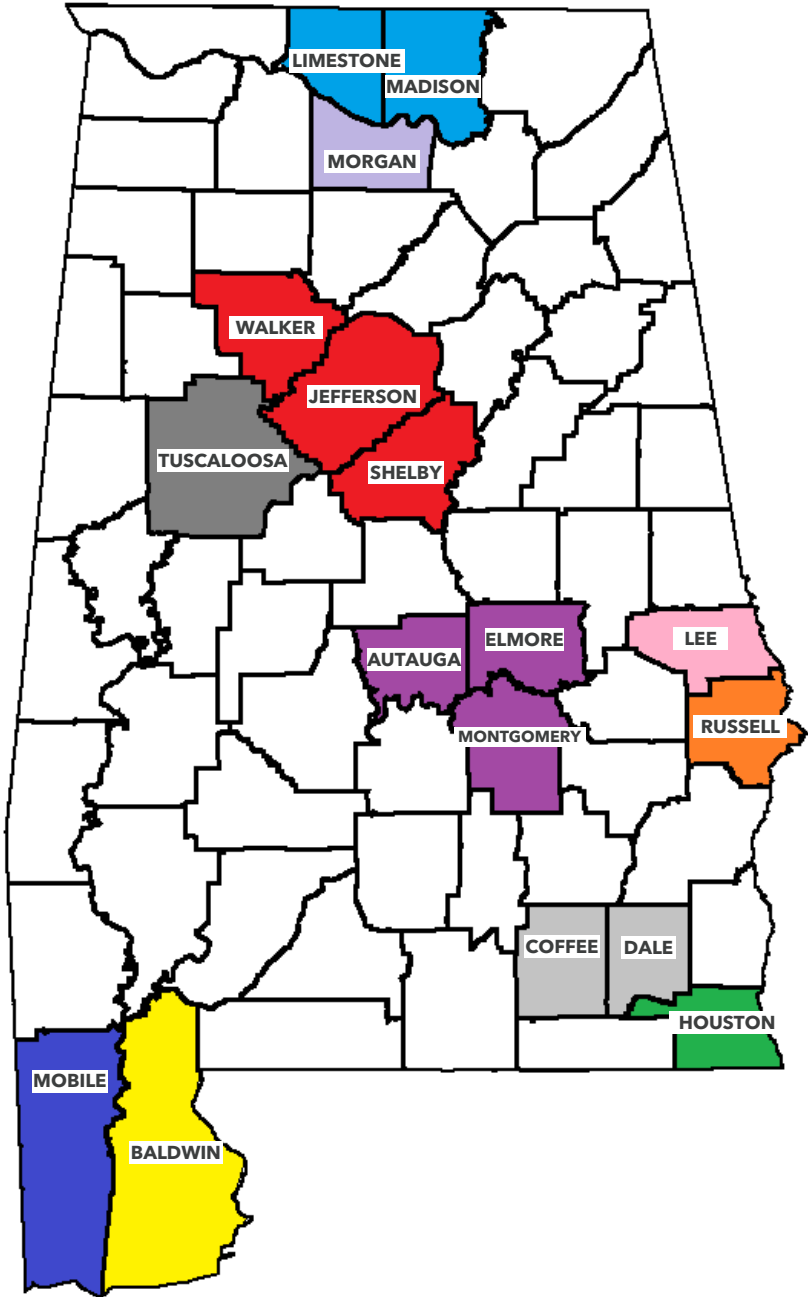 LIMESTONE
MADISON
MORGAN
WALKER
JEFFERSON
TUSCALOOSA
SHELBY
ELMORE
LEE
AUTAUGA
RUSSELL
MONTGOMERY
COFFEE
DALE
HOUSTON
MOBILE
BALDWIN